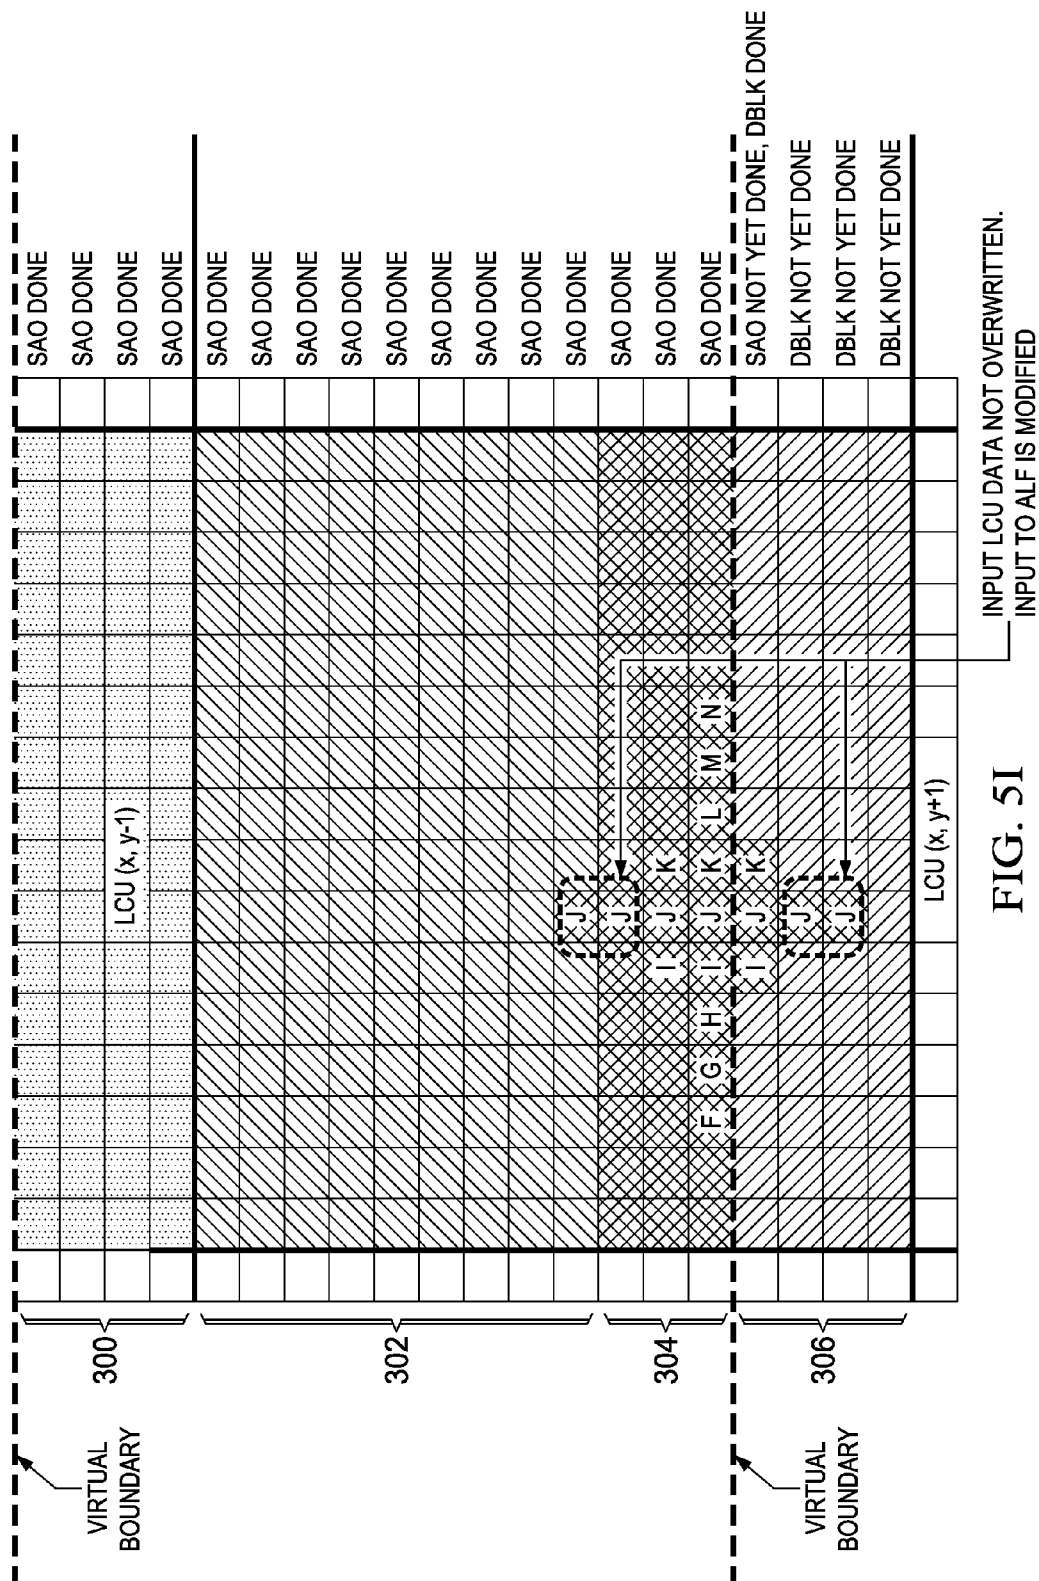 SAO DONE
SAO DONE
VIRTUAL
BOUNDARY
300
LCU (x, y-1)
SAO DONE
SAO DONE
SAO DONE
SAO DONE
SAO DONE
SAO DONE
302
SAO DONE
SAO DONE
SAO DONE
SAO DONE
J SAO DONE
J SAO DONE
304
I J K SAO DONE
F G H I J K L M N SAO DONE
I J K SAO NOT YET DONE, DBLK DONE
J DBLK NOT YET DONE
VIRTUAL
BOUNDARY
306
J DBLK NOT YET DONE
DBLK NOT YET DONE
LCU (x, y+1)
INPUT LCU DATA NOT OVERWRITTEN.
INPUT TO ALF IS MODIFIED
FIG. 5I